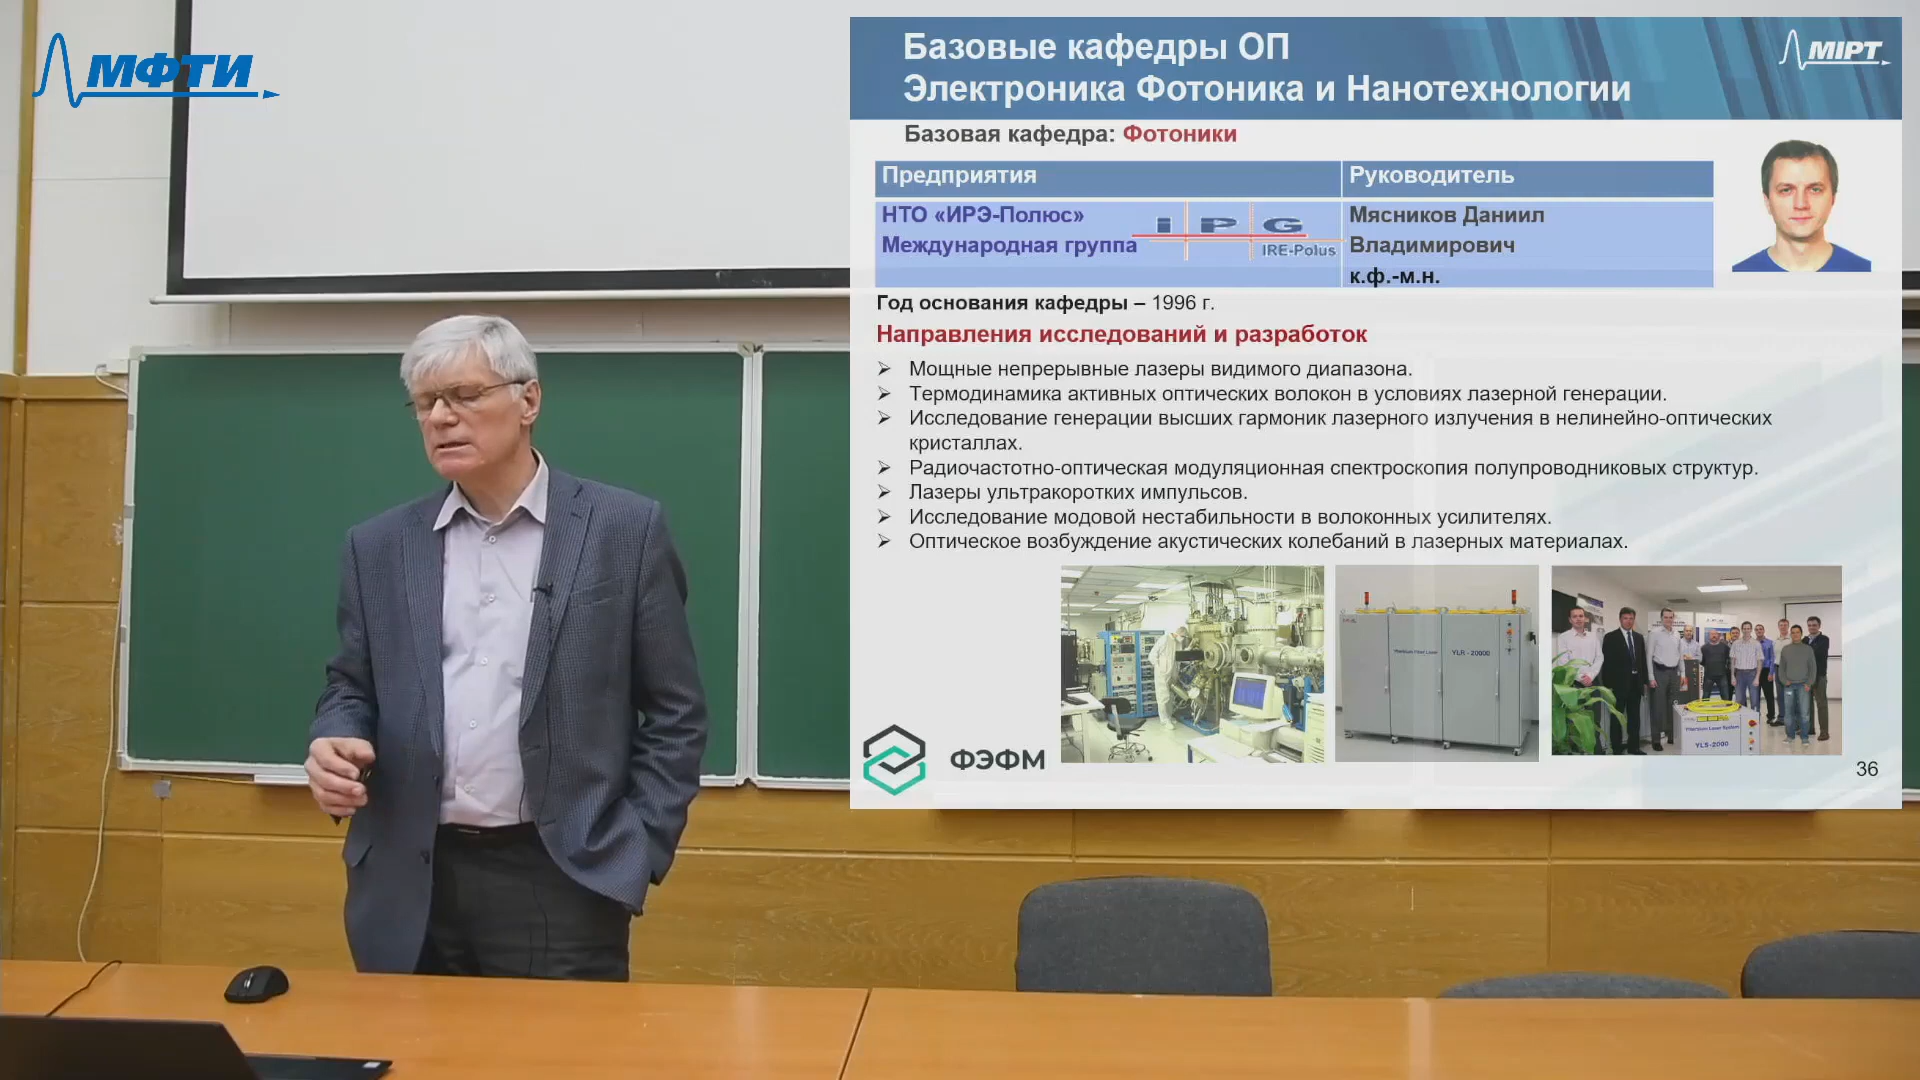 МФТИ
Базовые кафедры ОП
Электроника Фотоника и Нанотехнологии
MIPT
Базовая кафедра: Фотоники
Предприятия
Руководитель
НТО «ИРЭ-Полюс»
Международная группа
IPG
IRE-Polus
Мясников Даниил
Владимирович
к.ф.-м.н.
Год основания кафедры – 1996 г.
Направления исследований и разработок
Мощные непрерывные лазеры видимого диапазона.
Термодинамика активных оптических волокон в условиях лазерной генерации.
Исследование генерации высших гармоник лазерного излучения в нелинейно-оптических
кристаллах.
Радиочастотно-оптическая модуляционная спектроскопия полупроводниковых структур.
Лазеры ультракоротких импульсов.
Исследование модовой нестабильности в волоконных усилителях.
Оптическое возбуждение акустических колебаний в лазерных материалах.
YLR - 20000
YLS-2000
ФЭФМ
36